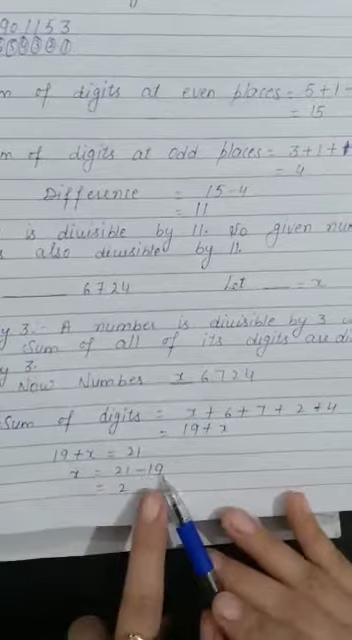 901153
m of digits at even places = 5+1
= 15
m of digits at odd places = 3+1+
= 4
Difference = 15-4
= 11
is divisible by 11. So given num
also divisible by 11.
6724 Let ___ = x
y 3.- A number is divisible by 3
Sum of all of its digits are di
y 3.
Now Number x6724
Sum of digits = x+6+7+2+4
= 19+x
19+x = 21
x = 21-19
= 2